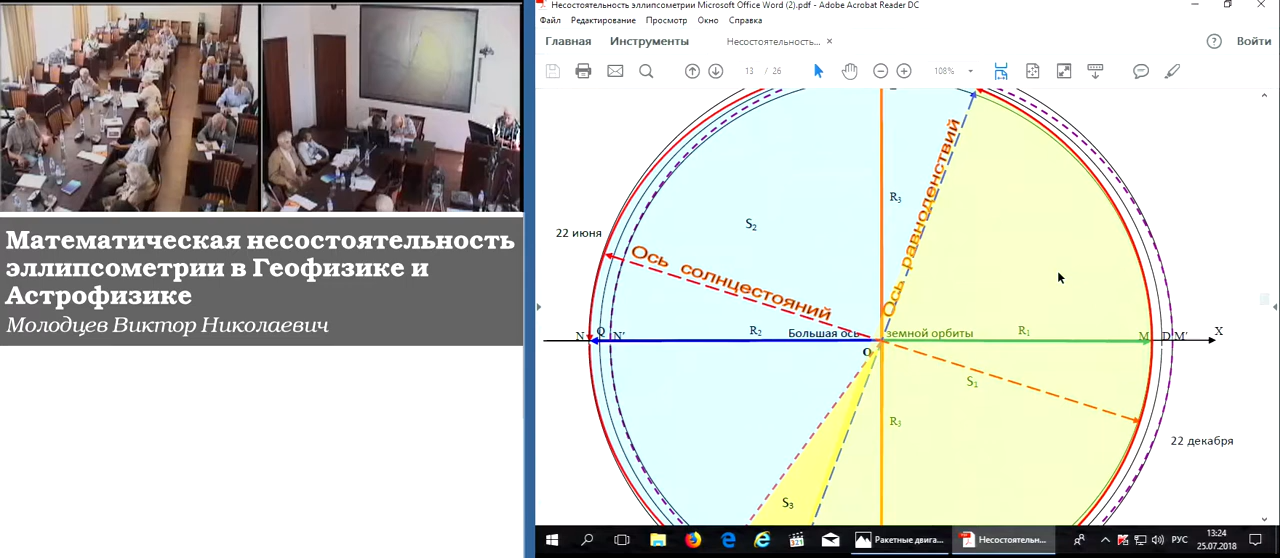 Математическая несостоятельность
эллипсометрии в Геофизике и
Астрофизике
Молодцев Виктор Николаевич
Несостоятельность эллипсометрии Microsoft Office Word (2).pdf - Adobe Acrobat Reader DC
Файл Редактирование Просмотр Окно Справка
Главная Инструменты Несостоятельность... × ? Войти
13 / 26 108%
Ось равноденствий
R₃
S₂
22 июня
Ось солнцестояний
N Q N′ R₂ Большая ось земной орбиты R₁ M D M′ X
O
S₁
R₃
22 декабря
S₃
321
Ракетные двига... Несостоятельн... РУС 13:24
25.07.2018